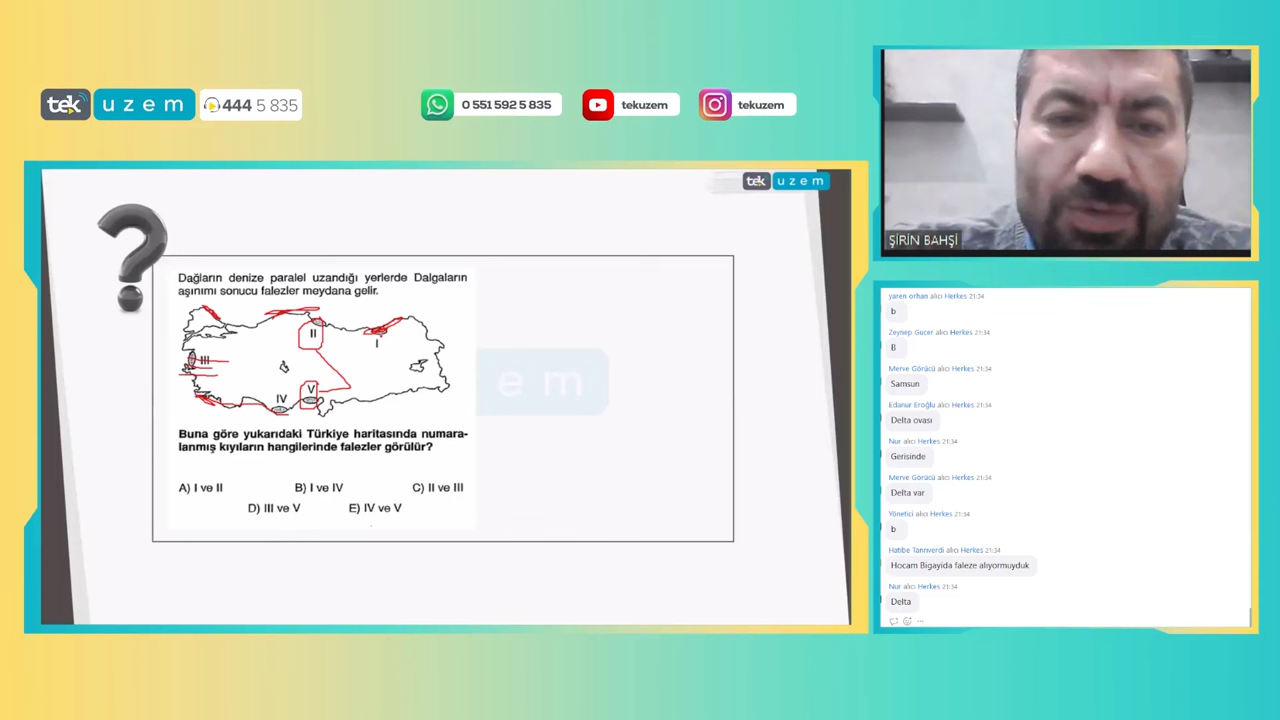 tek uzem 444 5 835
0 551 592 5 835
tekuzem
tekuzem
tek uzem
Dağların denize paralel uzandığı yerlerde Dalgaların
aşınımı sonucu falezler meydana gelir.
II
I
III
IV
V
e m
Buna göre yukarıdaki Türkiye haritasında numara-
lanmış kıyıların hangilerinde falezler görülür?
A) I ve II B) I ve IV C) II ve III
D) III ve V E) IV ve V
ŞİRİN BAHŞİ
yaren orhan alıcı Herkes 21:34
b
Zeynep Gucer alıcı Herkes 21:34
B
Merve Görücü alıcı Herkes 21:34
Samsun
Edanur Eroğlu alıcı Herkes 21:34
Delta ovası
Nur alıcı Herkes 21:34
Gerisinde
Merve Görücü alıcı Herkes 21:34
Delta var
Yönetici alıcı Herkes 21:34
b
Hatibe Tanrıverdi alıcı Herkes 21:34
Hocam Bigayida faleze alıyormuyduk
Nur alıcı Herkes 21:34
Delta